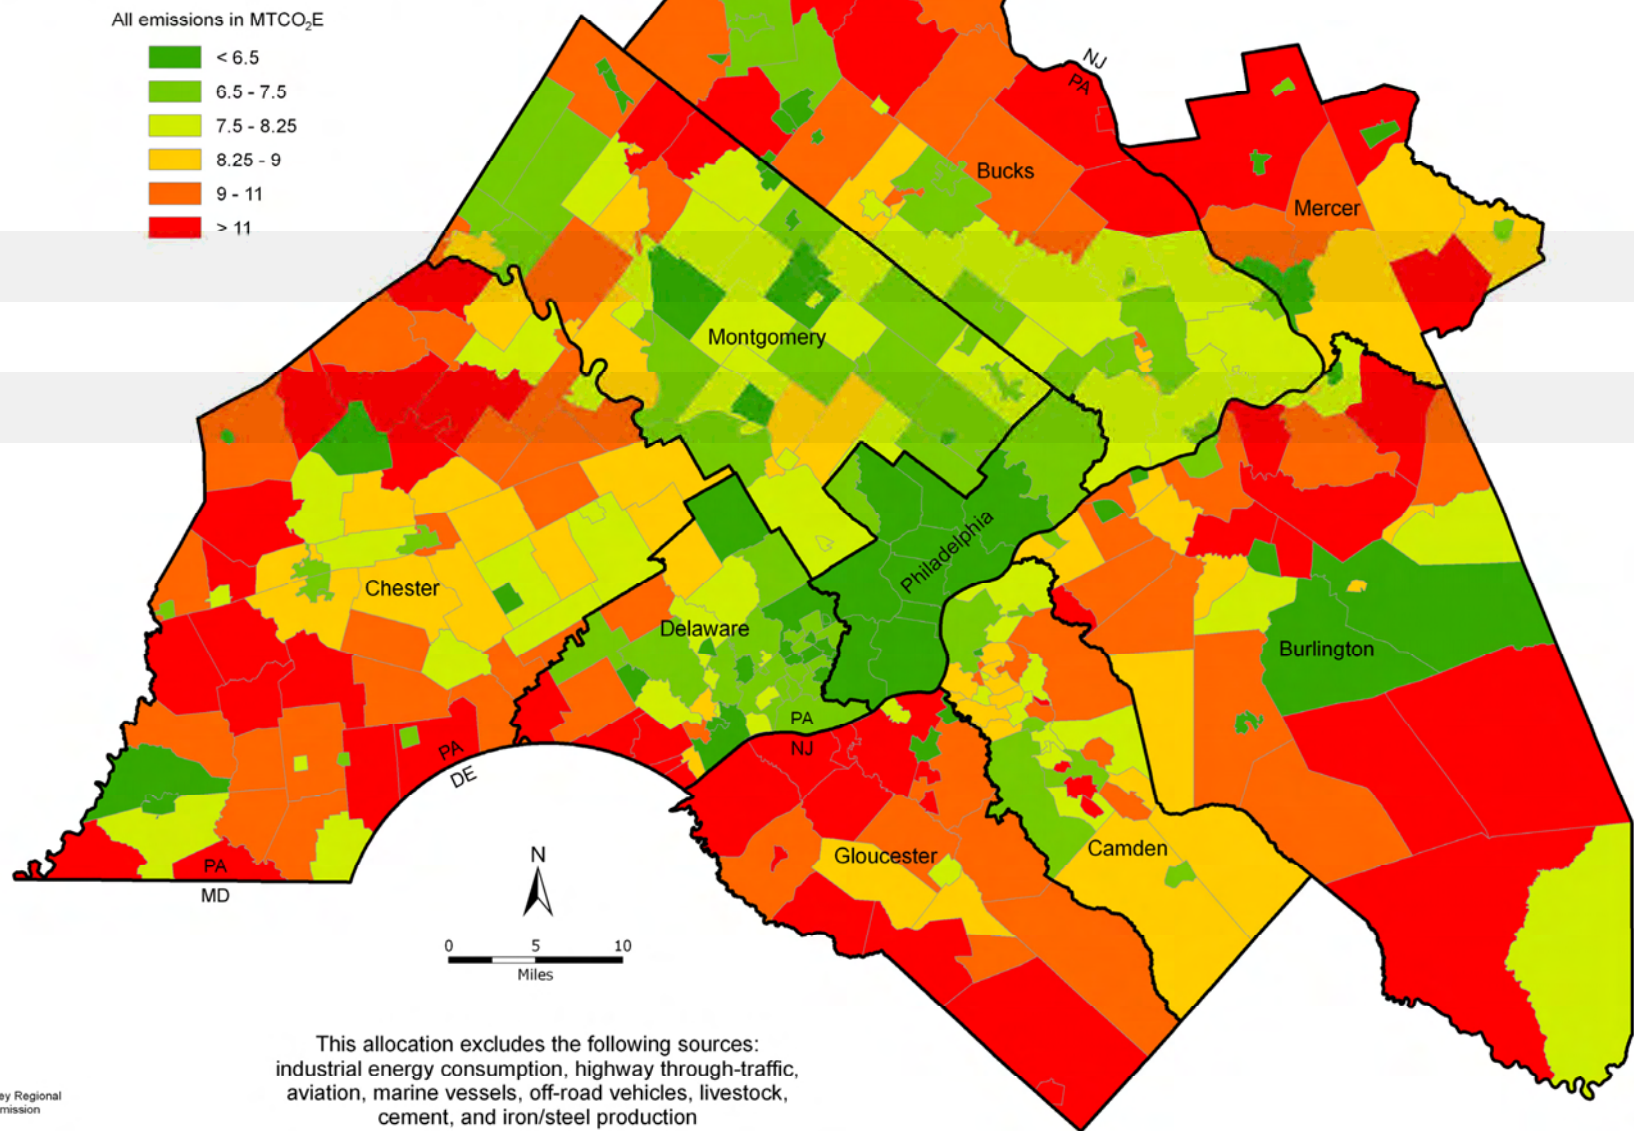 All emissions in MTCO₂E
< 6.5
6.5 - 7.5
7.5 - 8.25
8.25 - 9
9 - 11
> 11
NJ
PA
Bucks
Mercer
Montgomery
Philadelphia
Chester
Delaware
Burlington
PA
NJ
PA
DE
Gloucester
Camden
PA
MD
N
0 5 10
Miles
This allocation excludes the following sources:
industrial energy consumption, highway through-traffic,
aviation, marine vessels, off-road vehicles, livestock,
cement, and iron/steel production
ey Regional
mission